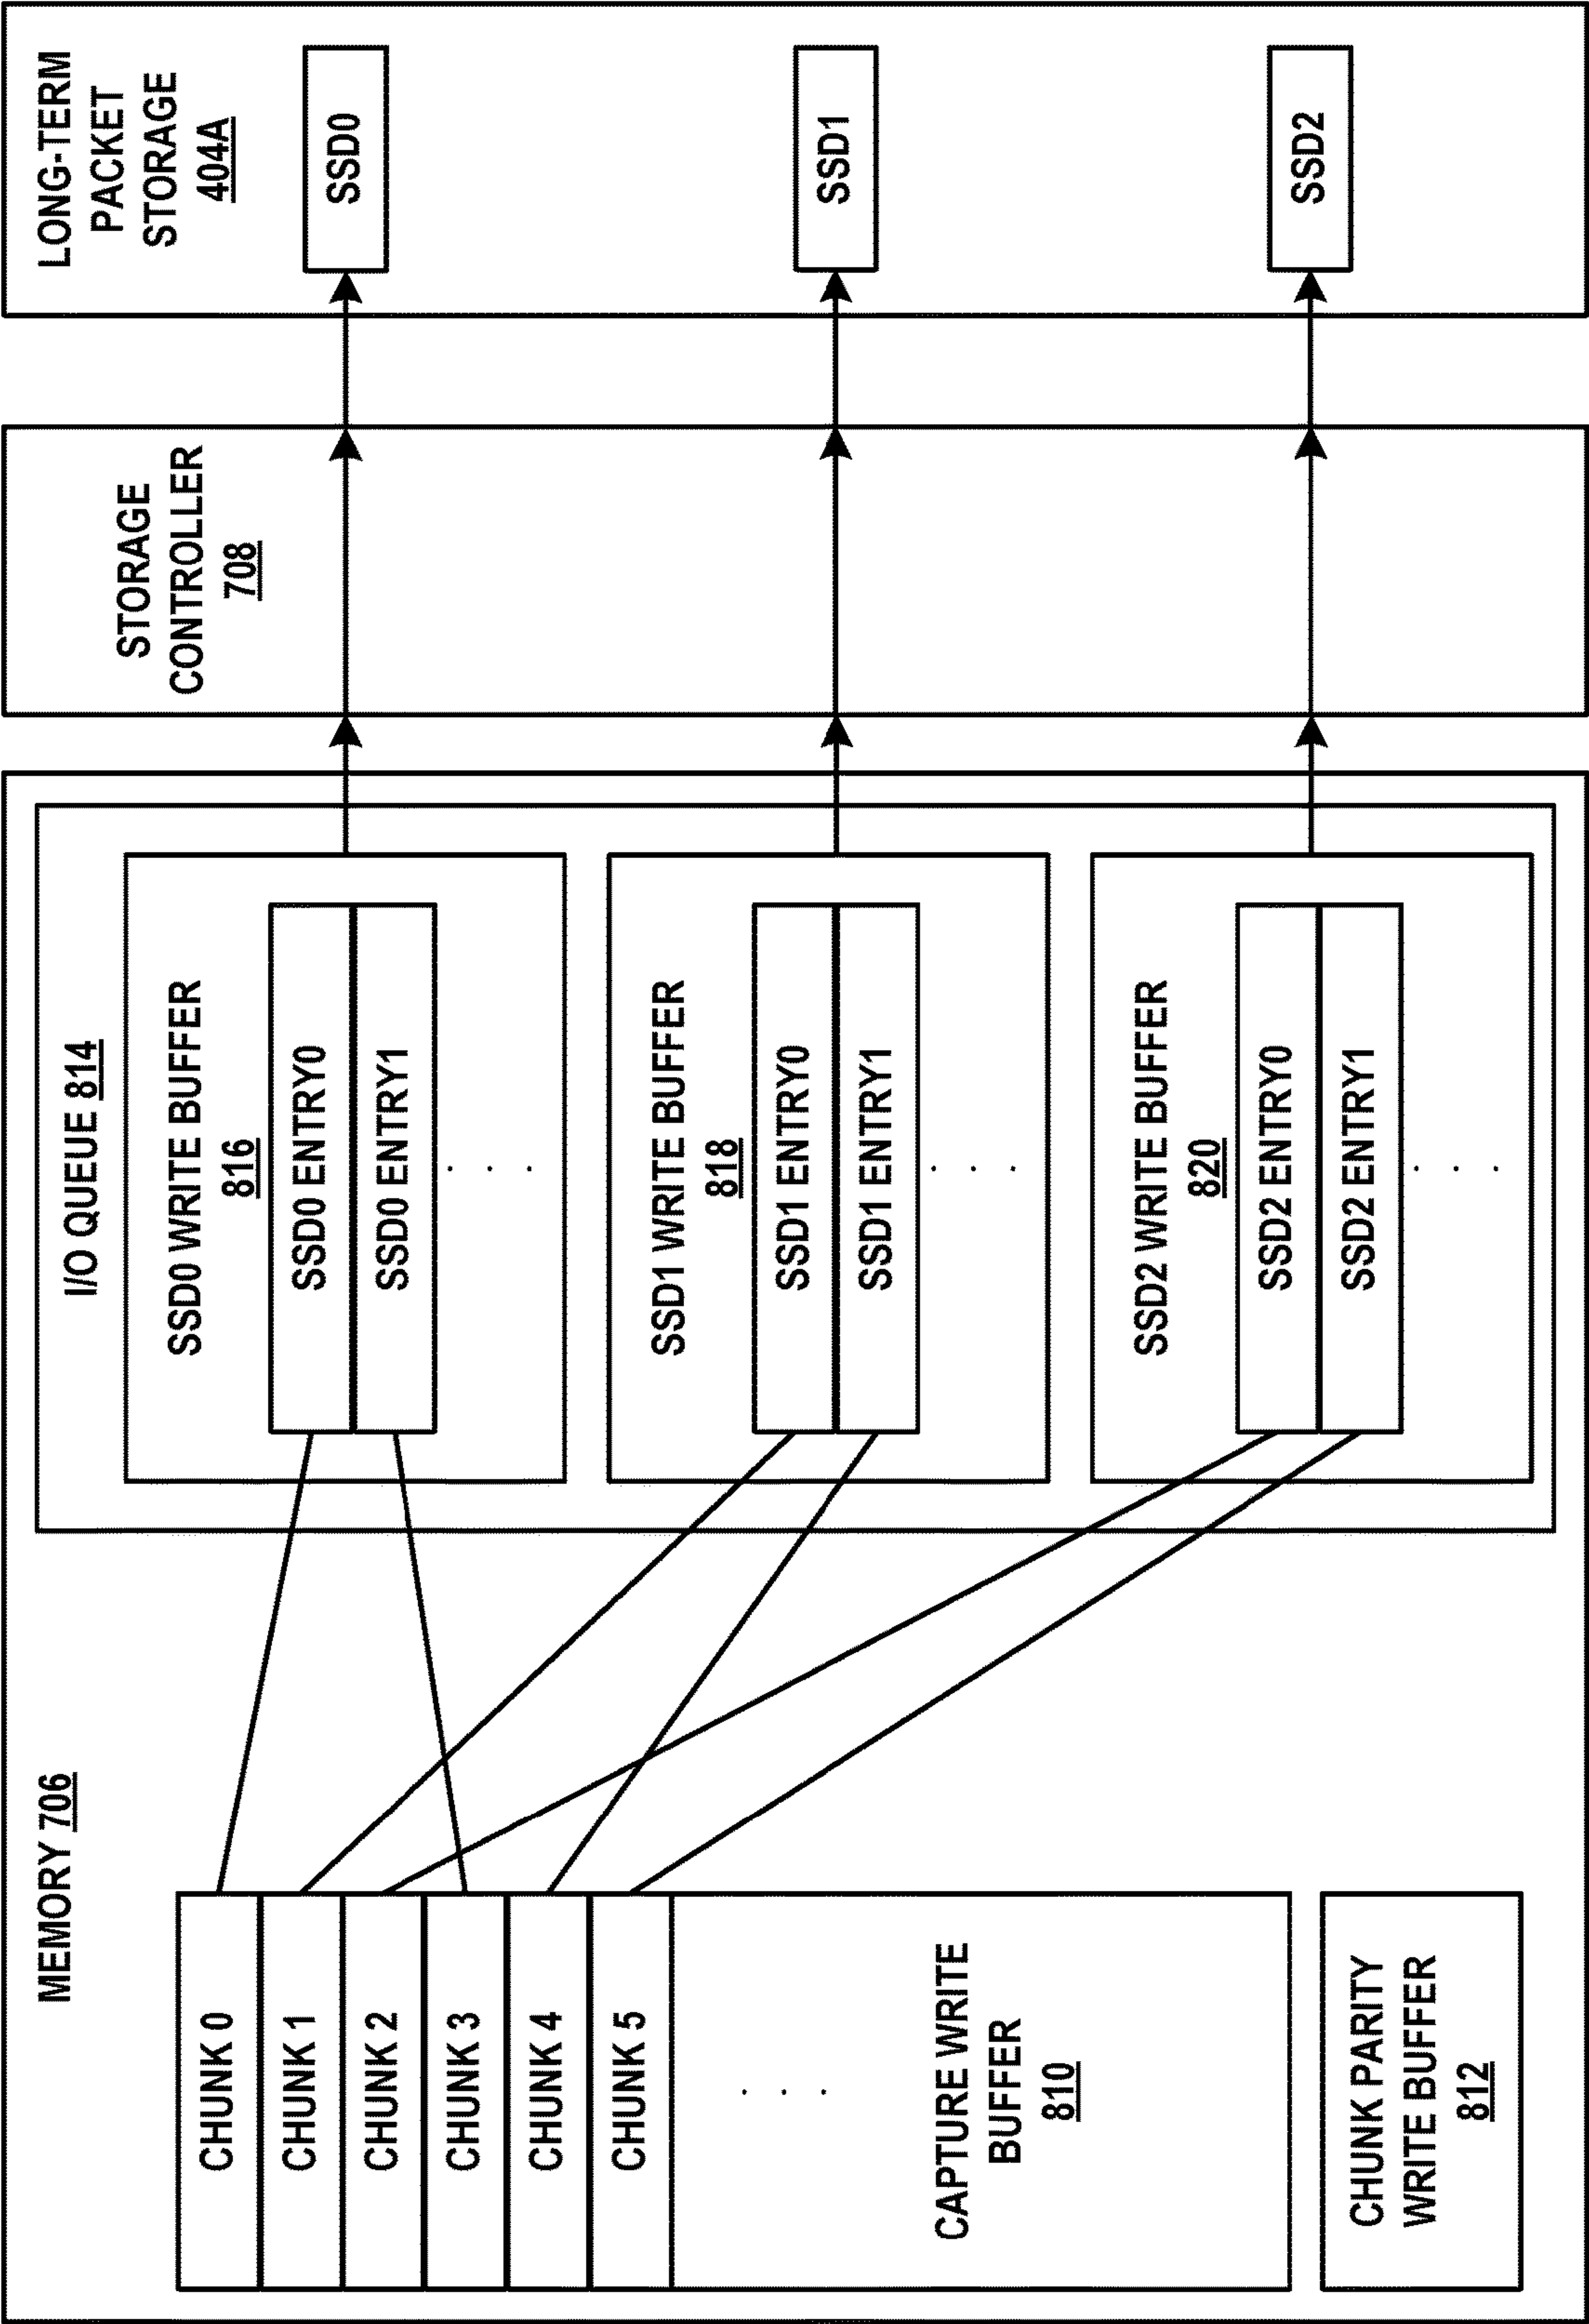 MEMORY 706
CHUNK 0
CHUNK 1
CHUNK 2
CHUNK 3
CHUNK 4
CHUNK 5
. . .
CAPTURE WRITE
BUFFER
810
CHUNK PARITY
WRITE BUFFER
812
I/O QUEUE 814
SSD0 WRITE BUFFER
816
SSD0 ENTRY0
SSD0 ENTRY1
. . .
SSD1 WRITE BUFFER
818
SSD1 ENTRY0
SSD1 ENTRY1
. . .
SSD2 WRITE BUFFER
820
SSD2 ENTRY0
SSD2 ENTRY1
. . .
STORAGE
CONTROLLER
708
LONG-TERM
PACKET
STORAGE
404A
SSD0
SSD1
SSD2